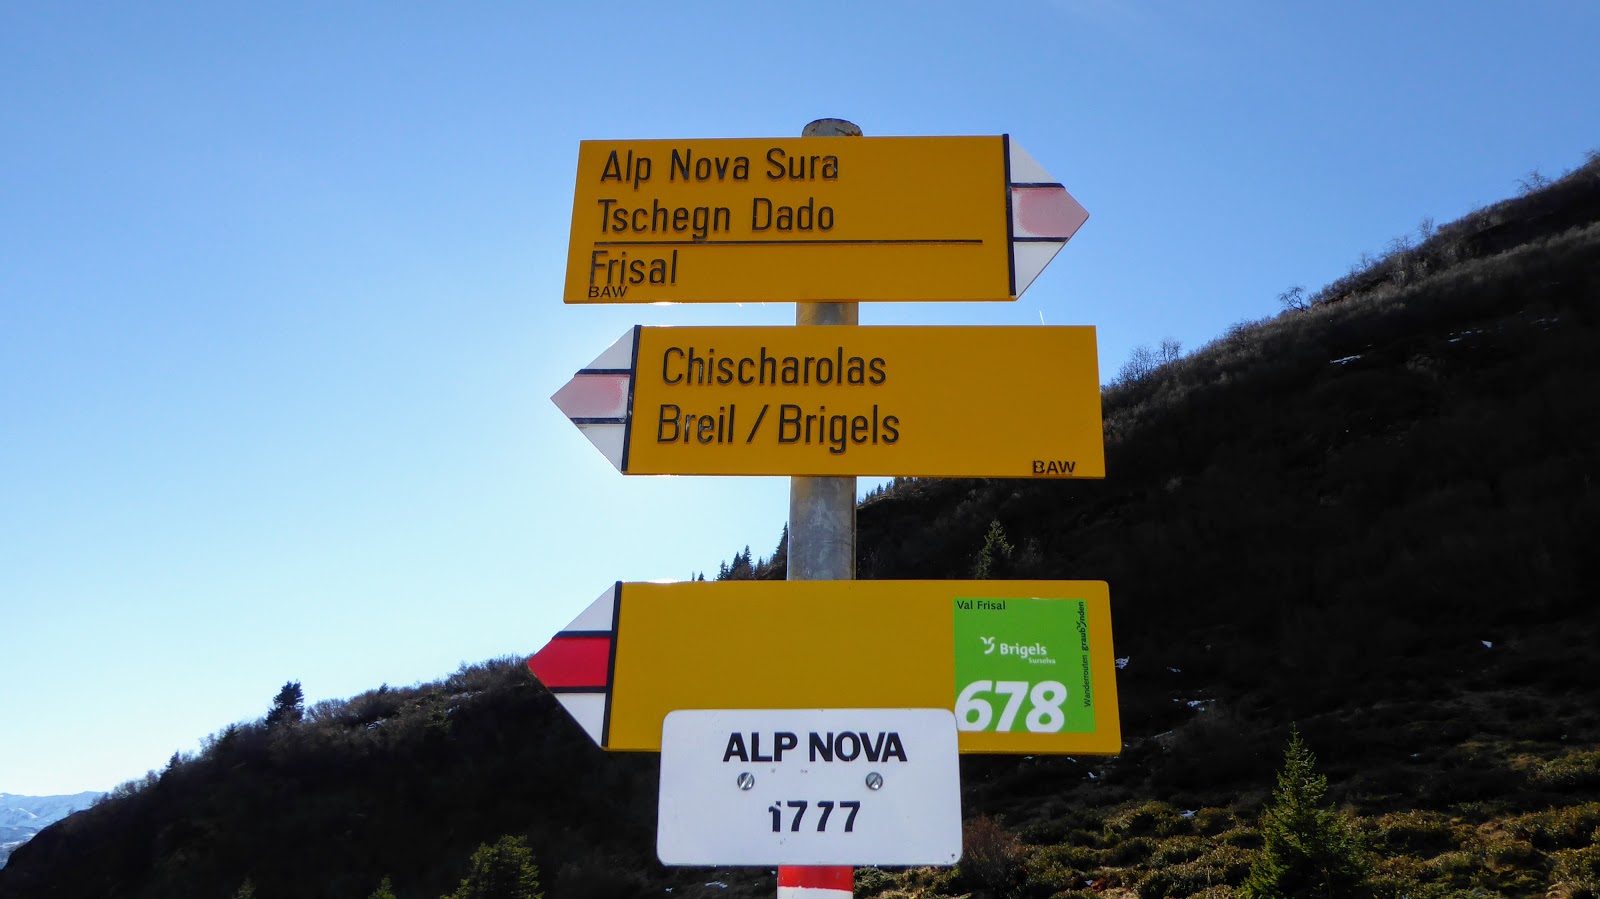 Alp Nova Sura
Tschegn Dado
Frisal
BAW
Chischarolas
Breil / Brigels
BAW
Val Frisal
Brigels
Surselva
678
Wanderrouten graubünden
ALP NOVA
1777